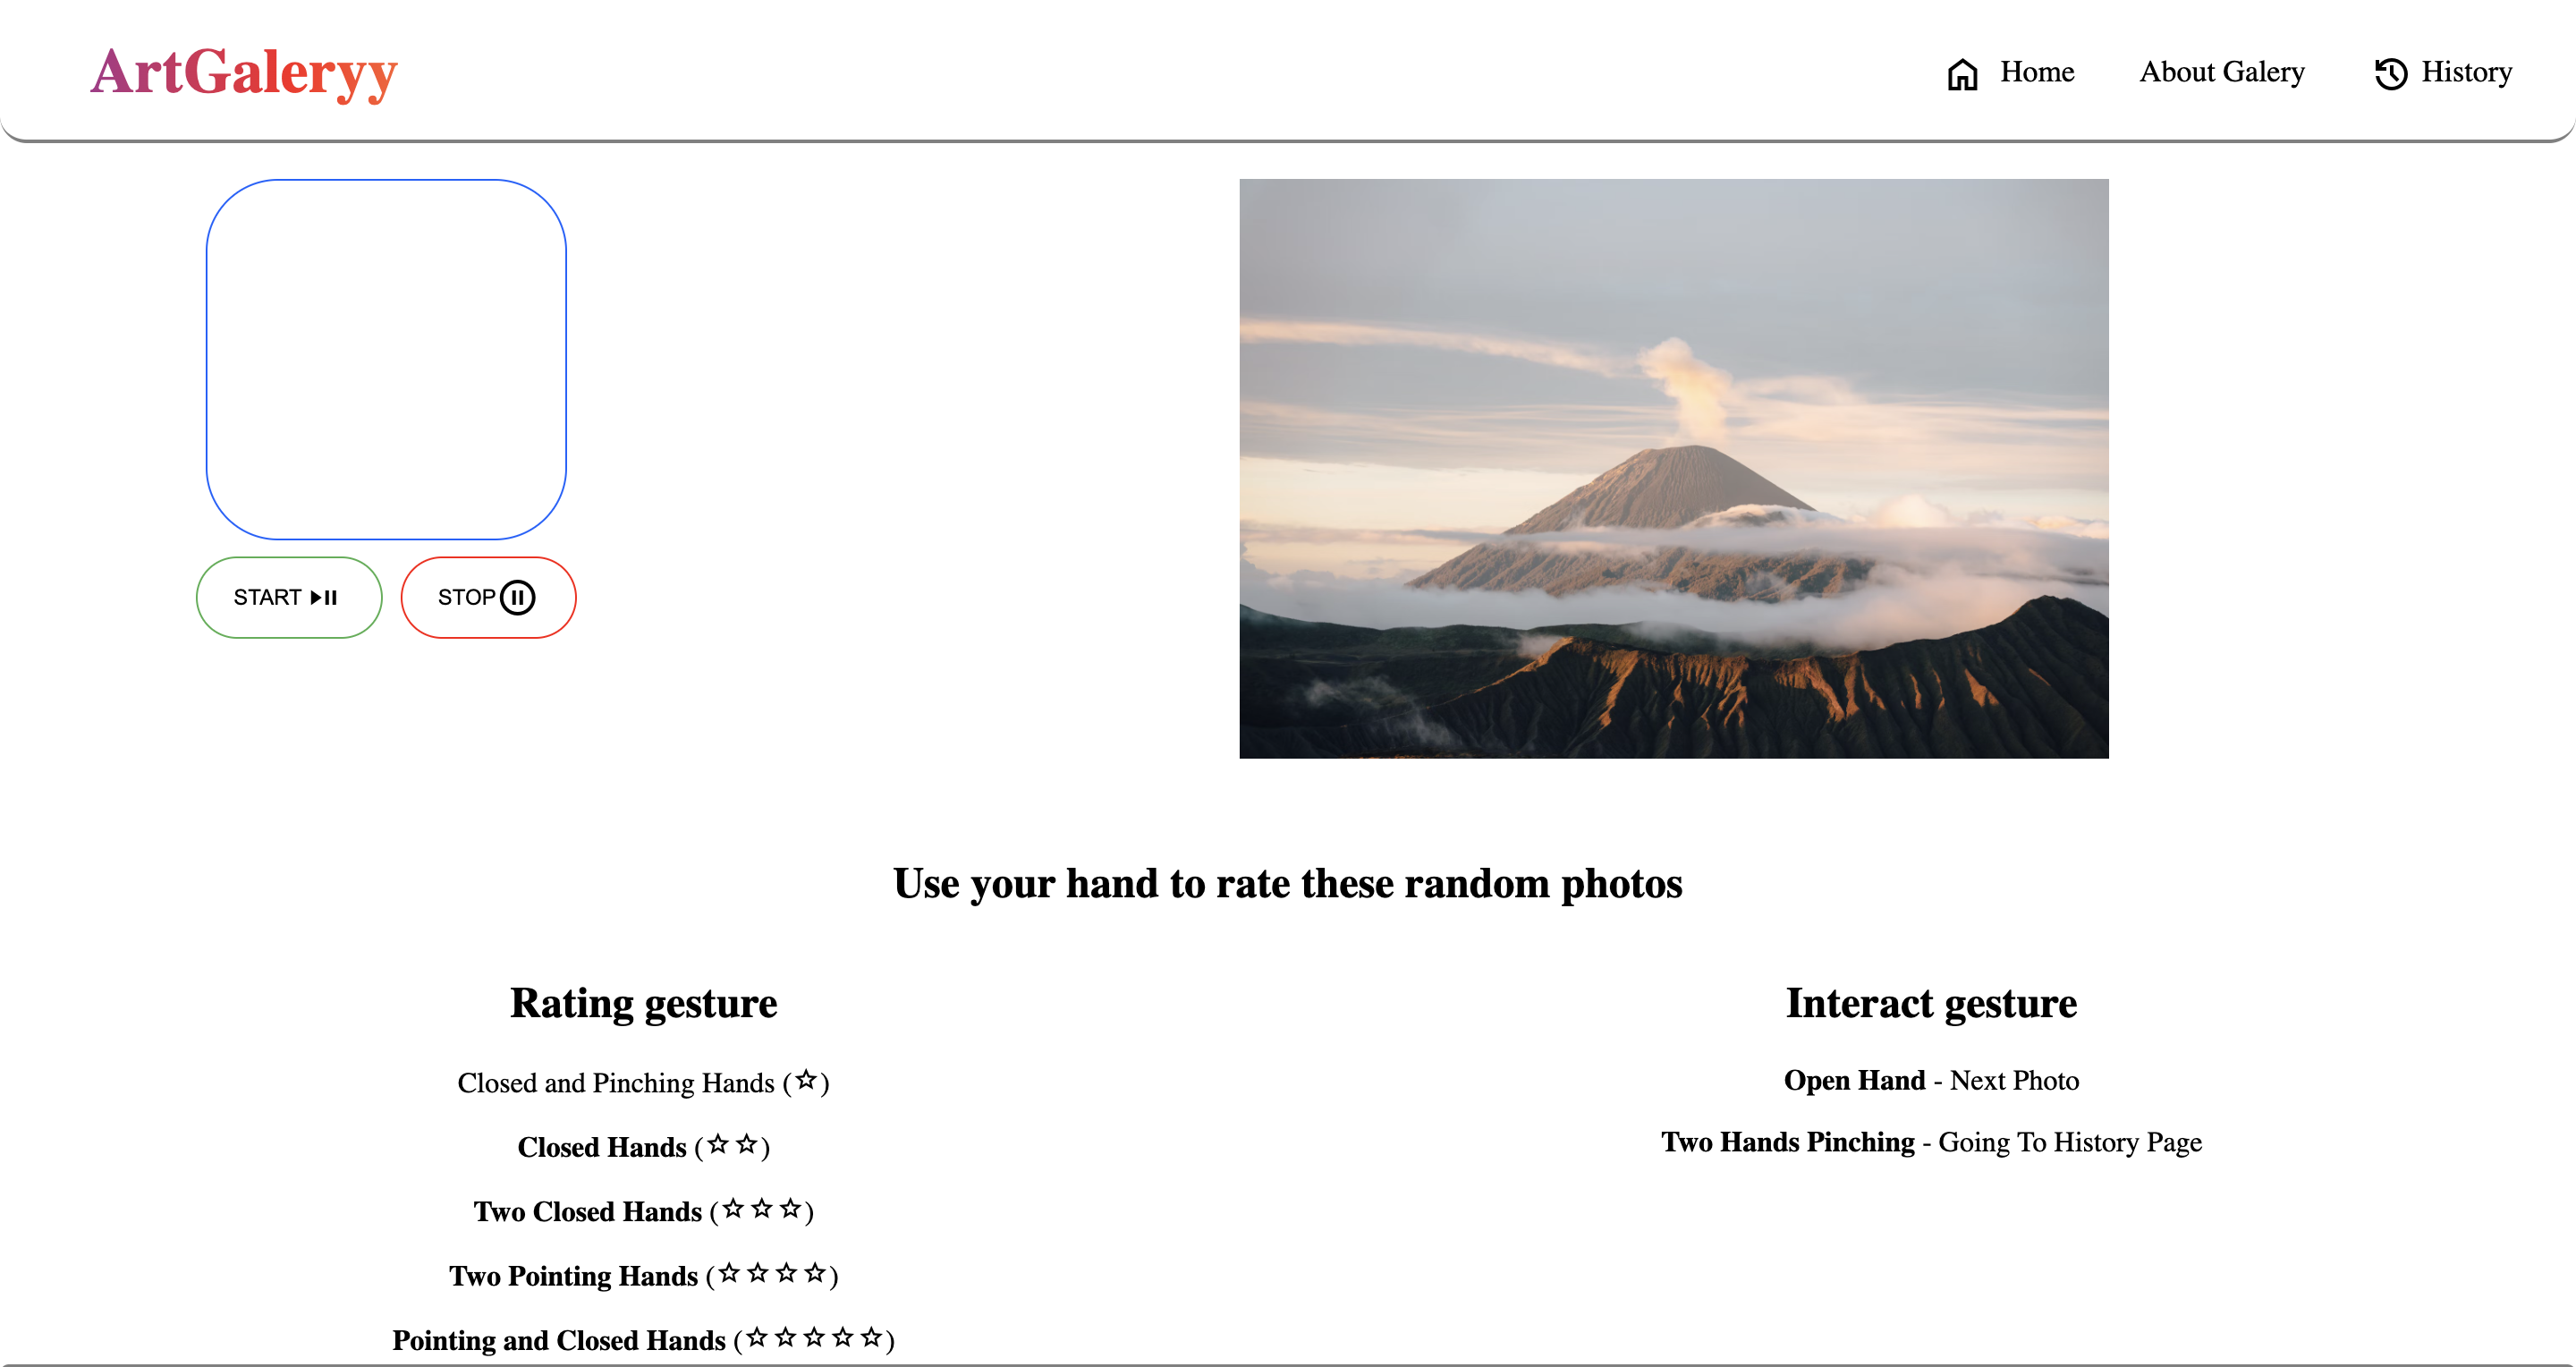 ArtGaleryy
Home
About Galery
History
START
STOP
Use your hand to rate these random photos
Rating gesture
Closed and Pinching Hands (☆)
Closed Hands (☆☆)
Two Closed Hands (☆☆☆)
Two Pointing Hands (☆☆☆☆)
Pointing and Closed Hands (☆☆☆☆☆)
Interact gesture
Open Hand - Next Photo
Two Hands Pinching - Going To History Page